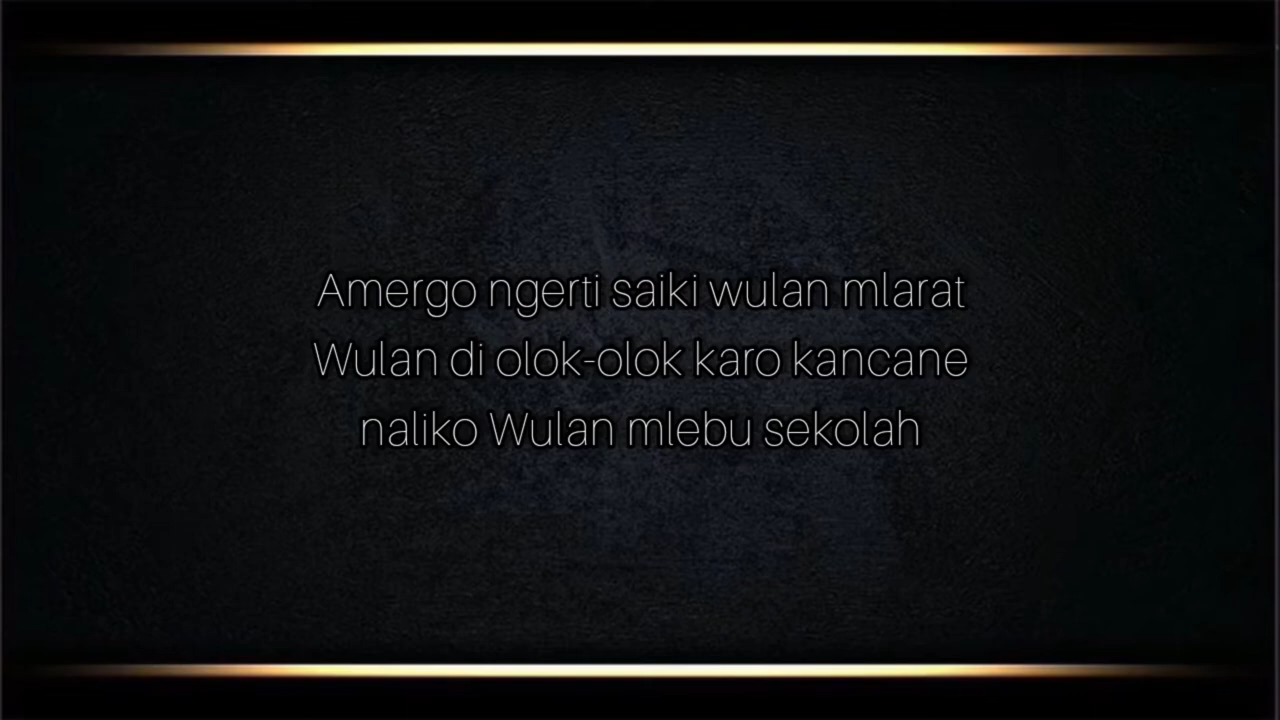 Amergo ngerti saiki wulan mlarat
Wulan di olok-olok karo kancane
naliko Wulan mlebu sekolah